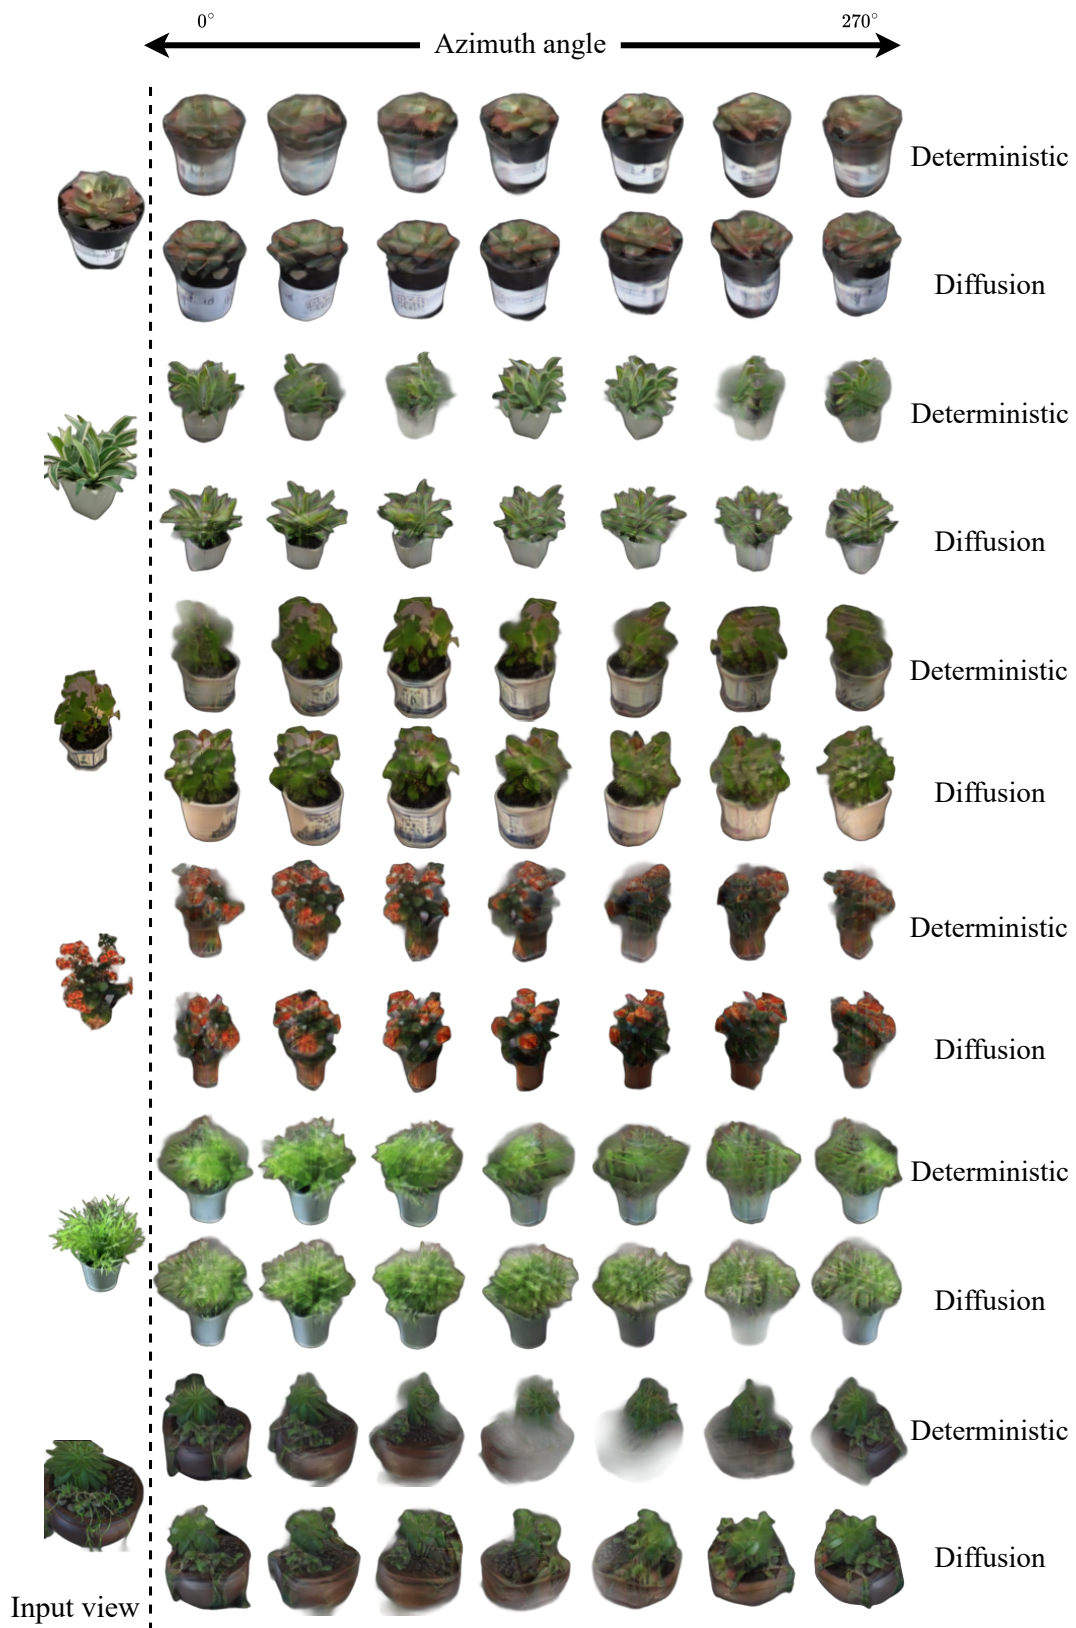 0° 270°
Azimuth angle
Deterministic
Diffusion
Deterministic
Diffusion
Deterministic
Diffusion
Deterministic
Diffusion
Deterministic
Diffusion
Deterministic
Diffusion
Input view